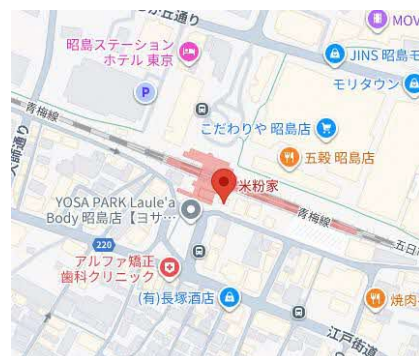 MOV
昭島ステーション
ホテル 東京
JINS 昭島モ
モリタウン
P
青梅線
こだわりや 昭島店
五穀 昭島店
米粉家
YOSA PARK Laule'a
Body 昭島店【ヨサ…
青梅線
五日
220
アルファ矯正
歯科クリニック
(有)長塚酒店
焼肉
江戸街道